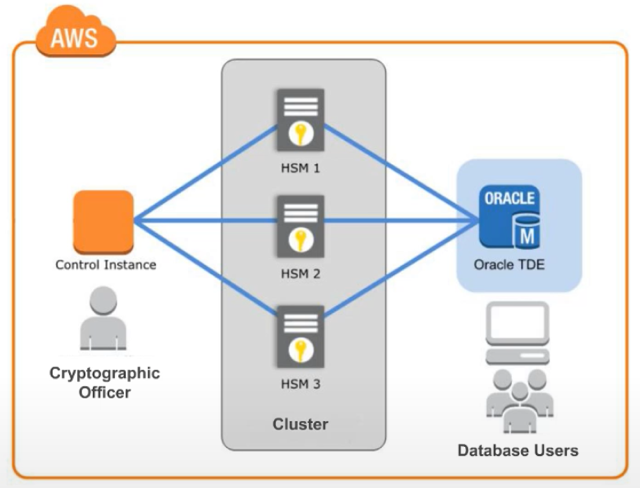 AWS
HSM 1
ORACLE
M
Control Instance
HSM 2
Oracle TDE
Cryptographic
Officer
HSM 3
Cluster
Database Users